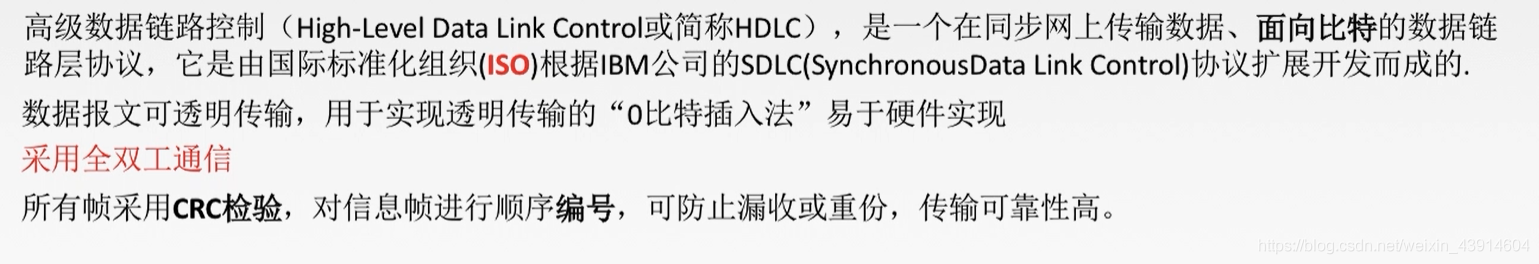 高级数据链路控制（High-Level Data Link Control或简称HDLC），是一个在同步网上传输数据、面向比特的数据链
路层协议，它是由国际标准化组织(ISO)根据IBM公司的SDLC(SynchronousData Link Control)协议扩展开发而成的.
数据报文可透明传输，用于实现透明传输的“0比特插入法”易于硬件实现
采用全双工通信
所有帧采用CRC检验，对信息帧进行顺序编号，可防止漏收或重份，传输可靠性高。
https://blog.csdn.net/weixin_43914604